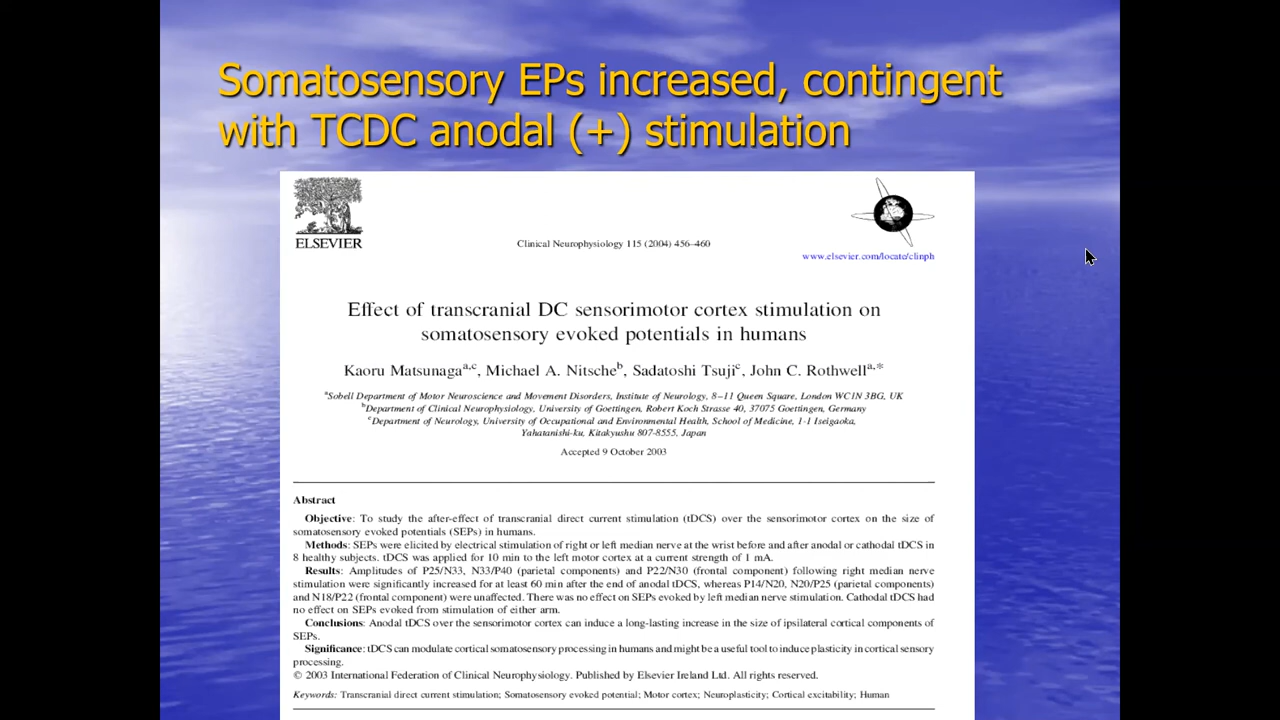 Somatosensory EPs increased, contingent
with TCDC anodal (+) stimulation
ELSEVIER
Clinical Neurophysiology 115 (2004) 456–460
www.elsevier.com/locate/clinph
Effect of transcranial DC sensorimotor cortex stimulation on
somatosensory evoked potentials in humans
Kaoru Matsunagaa,c, Michael A. Nitscheb, Sadatoshi Tsujic, John C. Rothwella,*
aSobell Department of Motor Neuroscience and Movement Disorders, Institute of Neurology, 8–11 Queen Square, London WC1N 3BG, UK
bDepartment of Clinical Neurophysiology, University of Goettingen, Robert Koch Strasse 40, 37075 Goettingen, Germany
cDepartment of Neurology, University of Occupational and Environmental Health, School of Medicine, 1-1 Iseigaoka,
Yahatanishi-ku, Kitakyushu 807-8555, Japan
Accepted 9 October 2003
Abstract
Objective: To study the after-effect of transcranial direct current stimulation (tDCS) over the sensorimotor cortex on the size of
somatosensory evoked potentials (SEPs) in humans.
Methods: SEPs were elicited by electrical stimulation of right or left median nerve at the wrist before and after anodal or cathodal tDCS in
8 healthy subjects. tDCS was applied for 10 min to the left motor cortex at a current strength of 1 mA.
Results: Amplitudes of P25/N33, N33/P40 (parietal components) and P22/N30 (frontal component) following right median nerve
stimulation were significantly increased for at least 60 min after the end of anodal tDCS, whereas P14/N20, N20/P25 (parietal components)
and N18/P22 (frontal component) were unaffected. There was no effect on SEPs evoked by left median nerve stimulation. Cathodal tDCS had
no effect on SEPs evoked from stimulation of either arm.
Conclusions: Anodal tDCS over the sensorimotor cortex can induce a long-lasting increase in the size of ipsilateral cortical components of
SEPs.
Significance: tDCS can modulate cortical somatosensory processing in humans and might be a useful tool to induce plasticity in cortical sensory
processing.
© 2003 International Federation of Clinical Neurophysiology. Published by Elsevier Ireland Ltd. All rights reserved.
Keywords: Transcranial direct current stimulation; Somatosensory evoked potential; Motor cortex; Neuroplasticity; Cortical excitability; Human